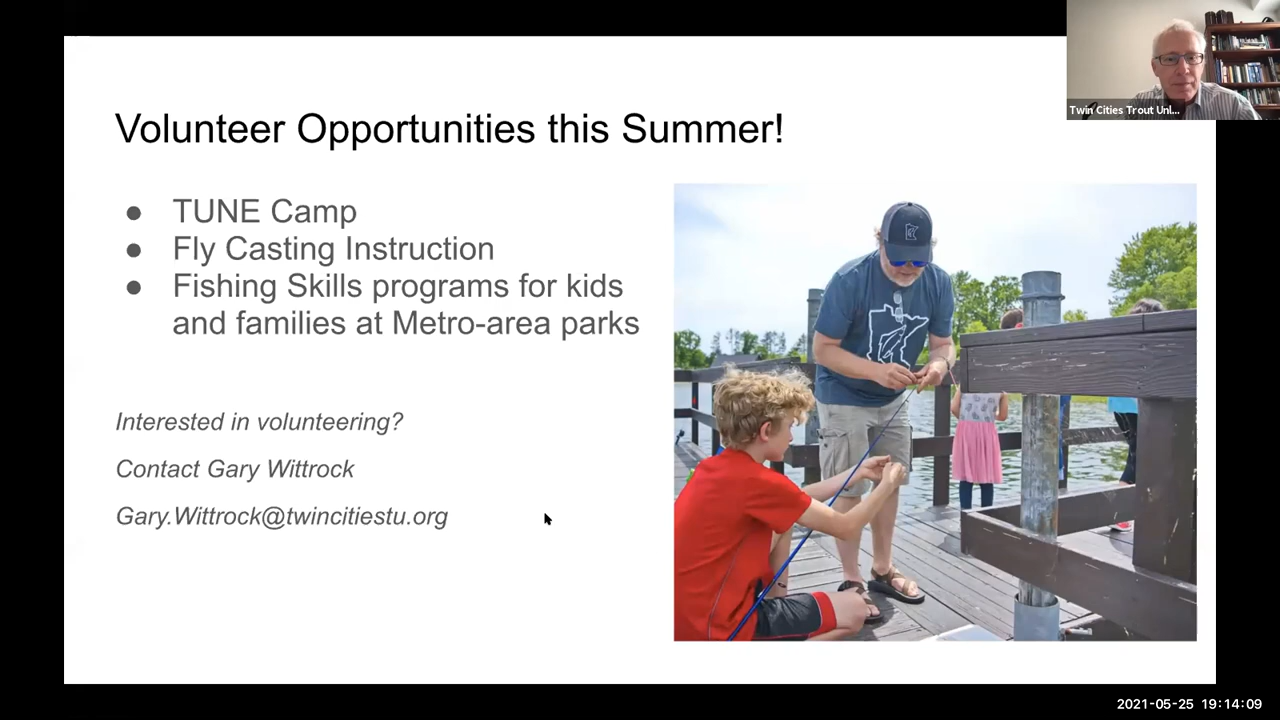 Volunteer Opportunities this Summer!
● TUNE Camp
● Fly Casting Instruction
● Fishing Skills programs for kids
and families at Metro-area parks
Interested in volunteering?
Contact Gary Wittrock
Gary.Wittrock@twincitiestu.org
Twin Cities Trout Unl...
2021-05-25 19:14:09